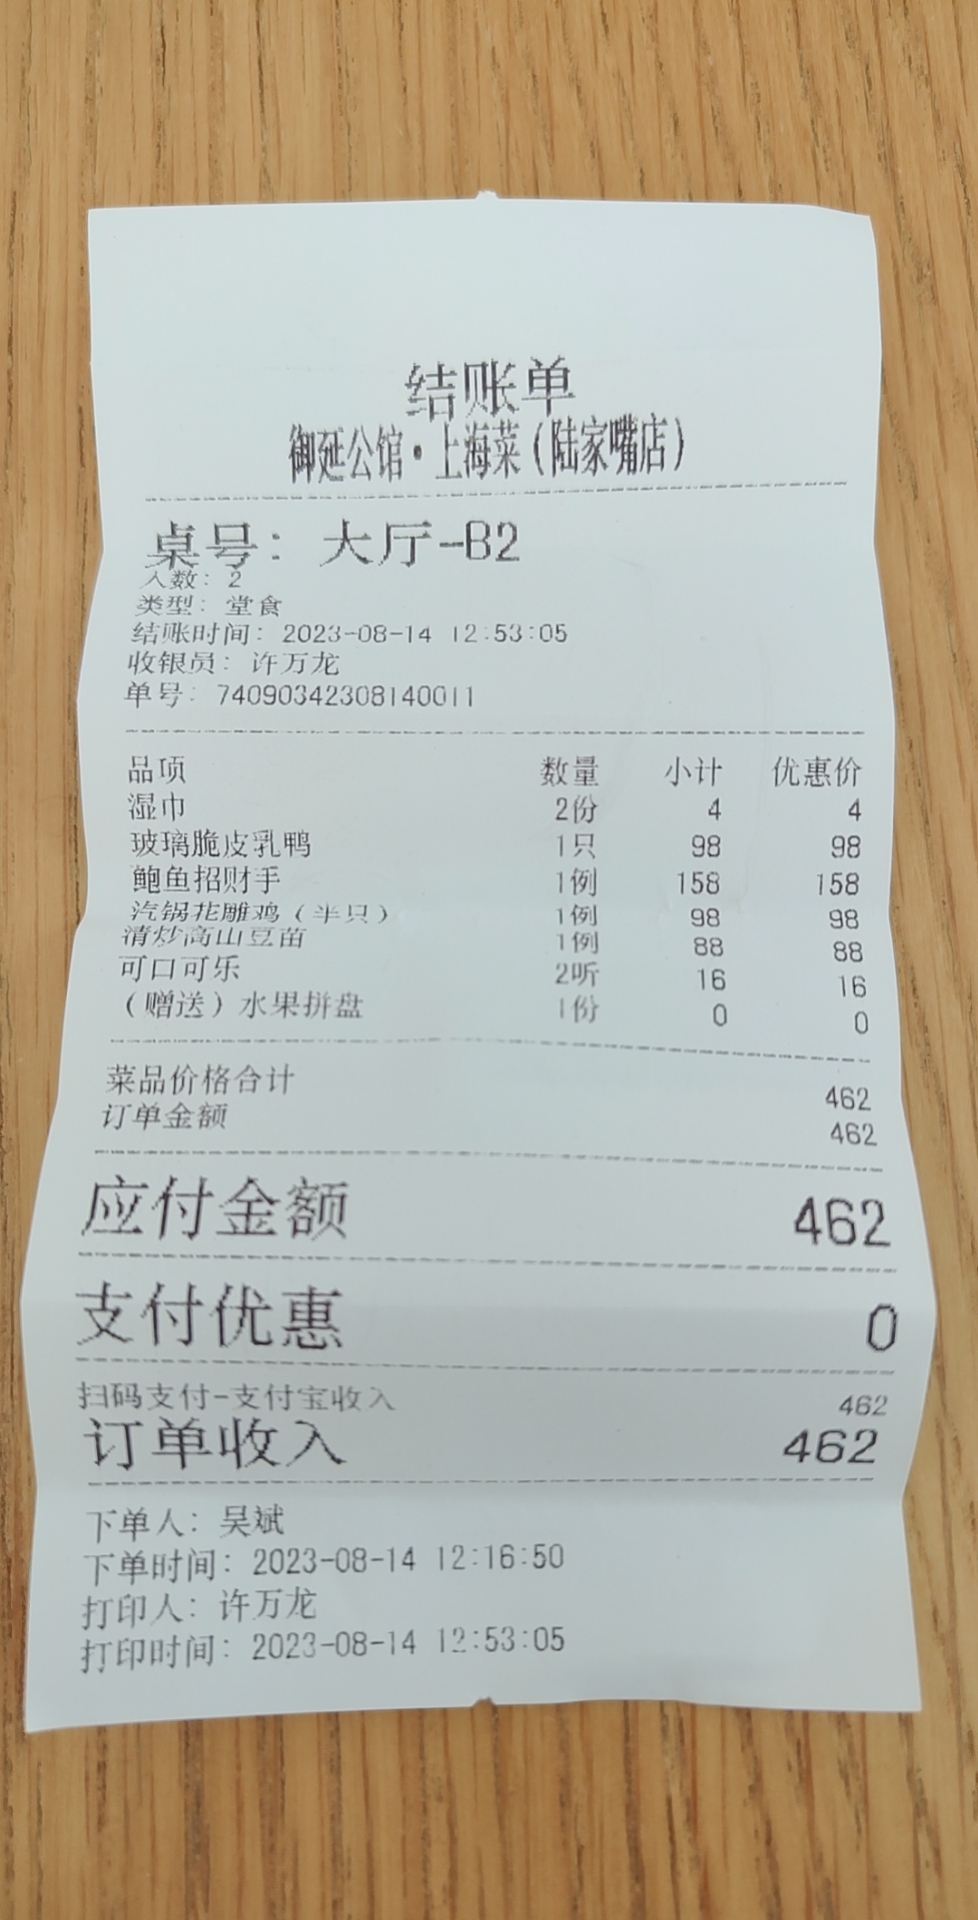 结账单
御延公馆·上海菜(陆家嘴店)
桌号: 大厅-B2
人数: 2
类型: 堂食
结账时间: 2023-08-14 12:53:05
收银员: 许万龙
单号: 74090342308140011
品项 数量 小计 优惠价
湿巾 2份 4 4
玻璃脆皮乳鸭 1只 98 98
鲍鱼招财手 1例 158 158
汽锅花雕鸡(半只) 1例 98 98
清炒高山豆苗 1例 88 88
可口可乐 2听 16 16
(赠送)水果拼盘 1份 0 0
菜品价格合计 462
订单金额 462
应付金额 462
支付优惠 0
扫码支付-支付宝收入 462
订单收入 462
下单人: 吴斌
下单时间: 2023-08-14 12:16:50
打印人: 许万龙
打印时间: 2023-08-14 12:53:05